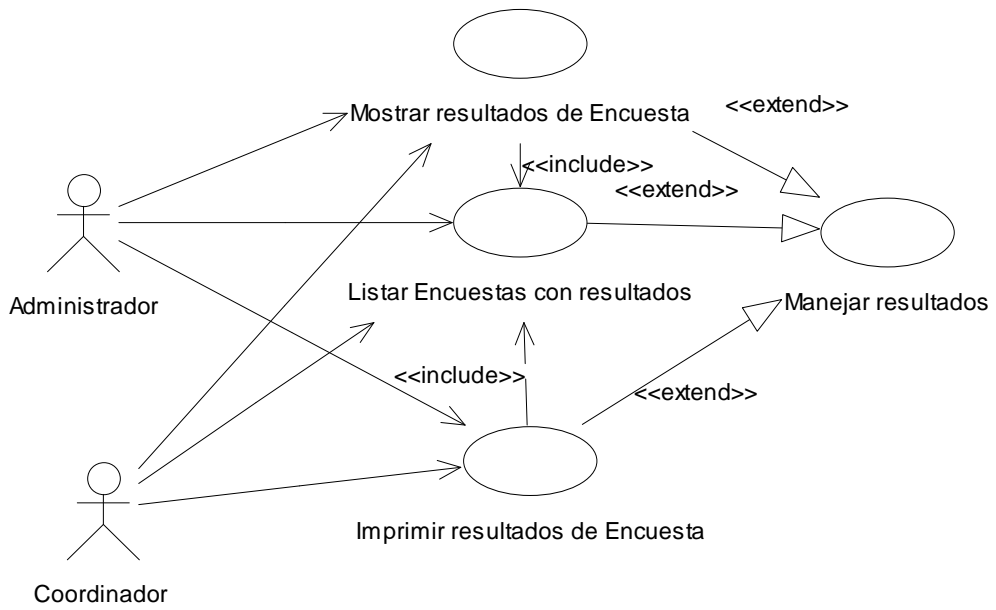 <<extend>>
Mostrar resultados de Encuesta
<<include>>
<<extend>>
Administrador
Listar Encuestas con resultados
Manejar resultados
<<include>>
<<extend>>
Imprimir resultados de Encuesta
Coordinador